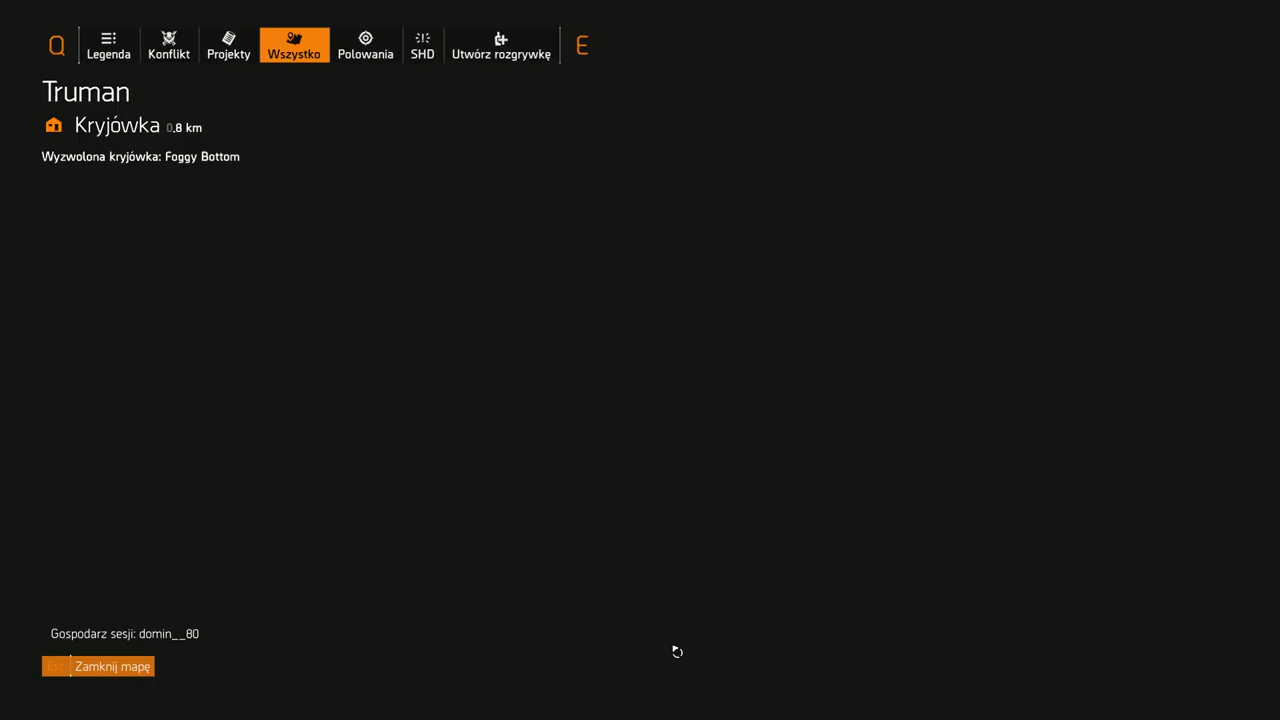 Q Legenda Konflikt Projekty Wszystko Polowania SHD Utwórz rozgrywkę E
Truman
Kryjówka 0,8 km
Wyzwolona kryjówka: Foggy Bottom
Gospodarz sesji: domin__80
Esc Zamknij mapę